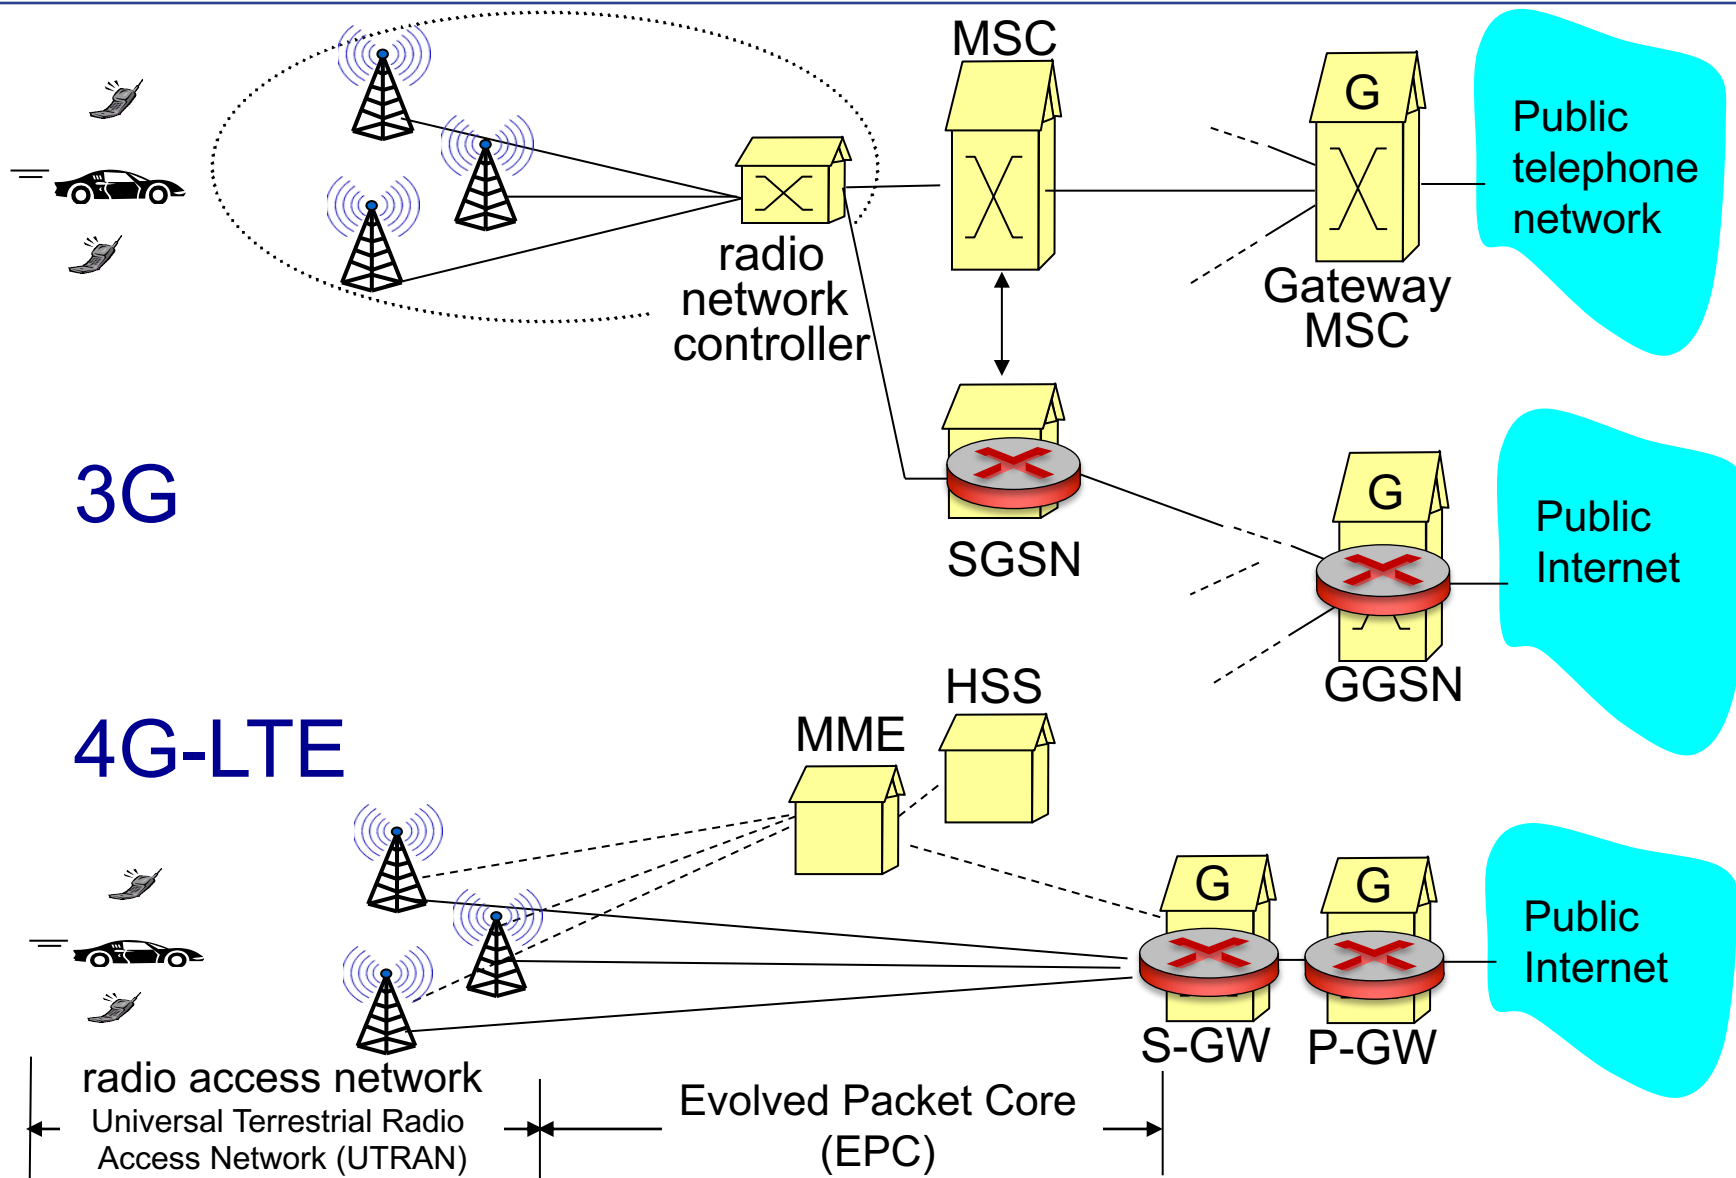 MSC
G
Public
telephone
network
radio
network
controller
Gateway
MSC
3G
SGSN
G
Public
Internet
GGSN
4G-LTE
HSS
MME
G
G
Public
Internet
S-GW
P-GW
radio access network
Universal Terrestrial Radio
Access Network (UTRAN)
Evolved Packet Core
(EPC)